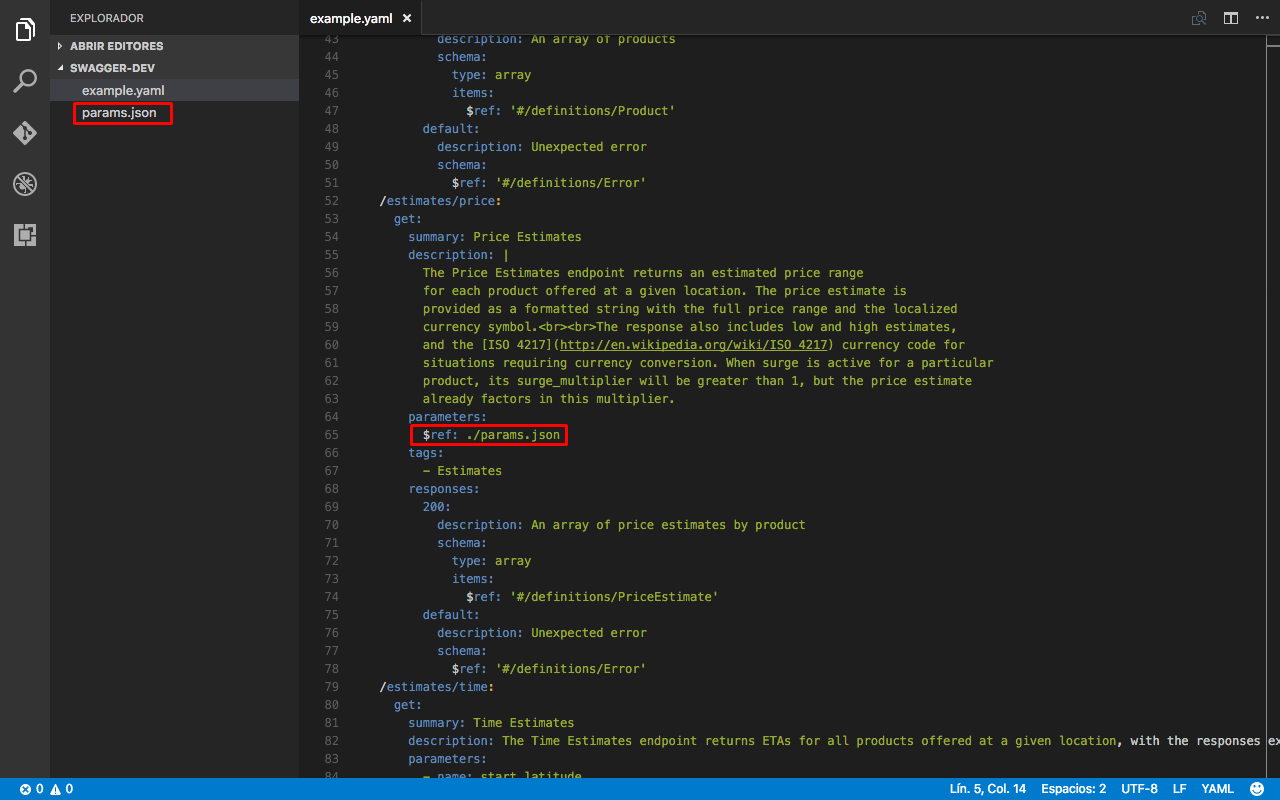 EXPLORADOR
ABRIR EDITORES
SWAGGER-DEV
example.yaml
params.json
example.yaml ×
43 description: An array of products
44 schema:
45 type: array
46 items:
47 $ref: '#/definitions/Product'
48 default:
49 description: Unexpected error
50 schema:
51 $ref: '#/definitions/Error'
52 /estimates/price:
53 get:
54 summary: Price Estimates
55 description: |
56 The Price Estimates endpoint returns an estimated price range
57 for each product offered at a given location. The price estimate is
58 provided as a formatted string with the full price range and the localized
59 currency symbol.<br><br>The response also includes low and high estimates,
60 and the [ISO 4217](http://en.wikipedia.org/wiki/ISO_4217) currency code for
61 situations requiring currency conversion. When surge is active for a particular
62 product, its surge_multiplier will be greater than 1, but the price estimate
63 already factors in this multiplier.
64 parameters:
65 $ref: ./params.json
66 tags:
67 - Estimates
68 responses:
69 200:
70 description: An array of price estimates by product
71 schema:
72 type: array
73 items:
74 $ref: '#/definitions/PriceEstimate'
75 default:
76 description: Unexpected error
77 schema:
78 $ref: '#/definitions/Error'
79 /estimates/time:
80 get:
81 summary: Time Estimates
82 description: The Time Estimates endpoint returns ETAs for all products offered at a given location, with the responses ex
83 parameters:
84 - name: start_latitude
0 0
Lín. 5, Col. 14 Espacios: 2 UTF-8 LF YAML